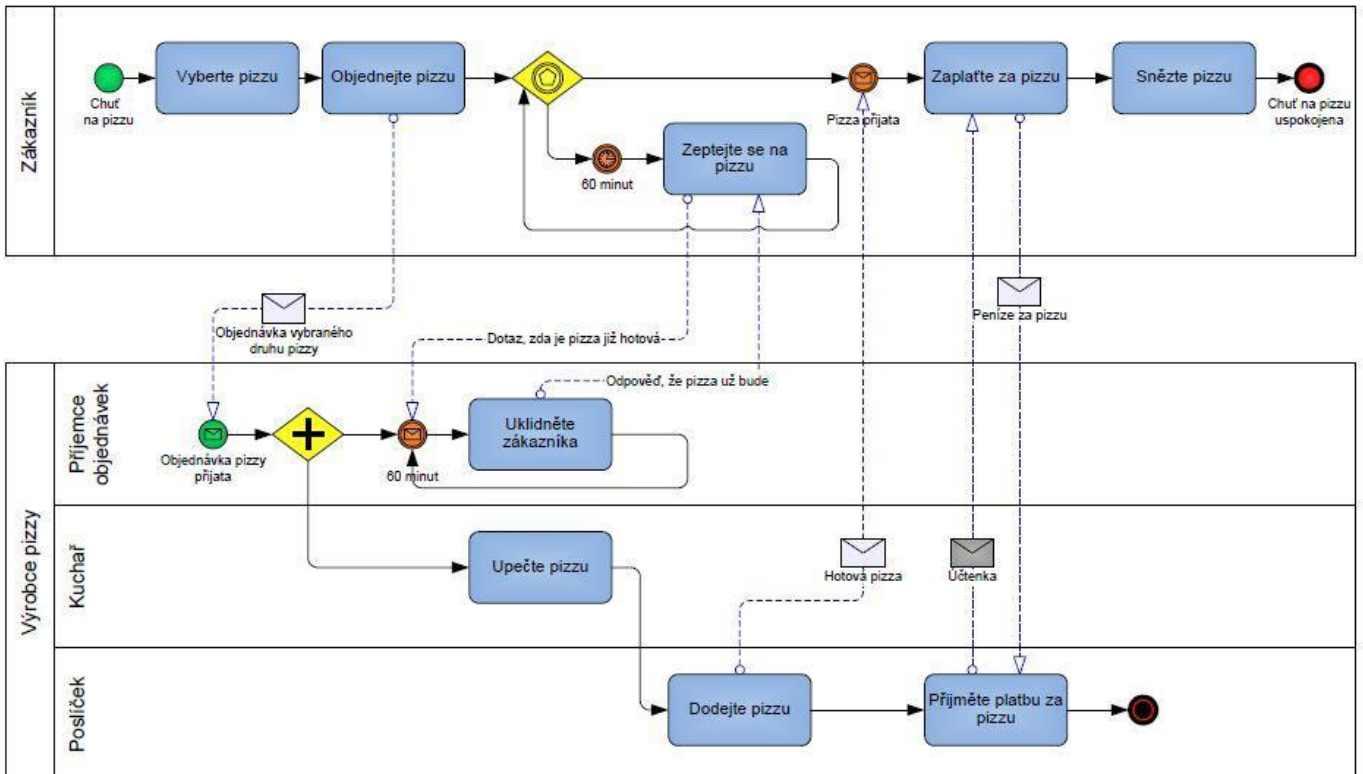 Zákazník
Chuť
na pizzu
Vyberte pizzu
Objednejte pizzu
60 minut
Zeptejte se na
pizzu
Pizza přijata
Zaplaťte za pizzu
Snězte pizzu
Chuť na pizzu
uspokojena
Objednávka vybraného
druhu pizzy
Dotaz, zda je pizza již hotová
Peníze za pizzu
Výrobce pizzy
Příjemce
objednávek
Objednávka pizzy
přijata
60 minut
Uklidněte
zákazníka
Odpověď, že pizza už bude
Kuchař
Upečte pizzu
Hotová pizza
Účtenka
Poslíček
Dodejte pizzu
Přijměte platbu za
pizzu